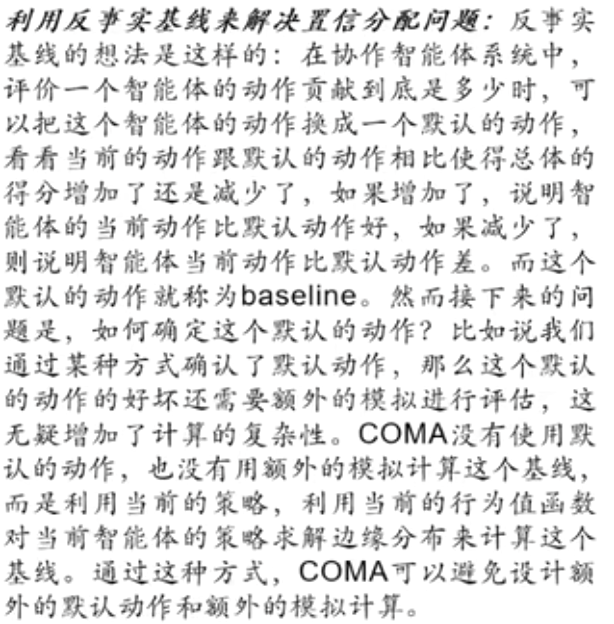 利用反事实基线来解决置信分配问题：反事实
基线的想法是这样的：在协作智能体系统中，
评价一个智能体的动作贡献到底是多少时，可
以把这个智能体的动作换成一个默认的动作，
看看当前的动作跟默认的动作相比使得总体的
得分增加了还是减少了，如果增加了，说明智
能体的当前动作比默认动作好，如果减少了，
则说明智能体当前动作比默认动作差。而这个
默认的动作就称为baseline。然而接下来的问
题是，如何确定这个默认的动作？比如说我们
通过某种方式确认了默认动作，那么这个默认
的动作的好坏还需要额外的模拟进行评估，这
无疑增加了计算的复杂性。COMA没有使用默
认的动作，也没有用额外的模拟计算这个基线，
而是利用当前的策略，利用当前的行为值函数
对当前智能体的策略求解边缘分布来计算这个
基线。通过这种方式，COMA可以避免设计额
外的默认动作和额外的模拟计算。